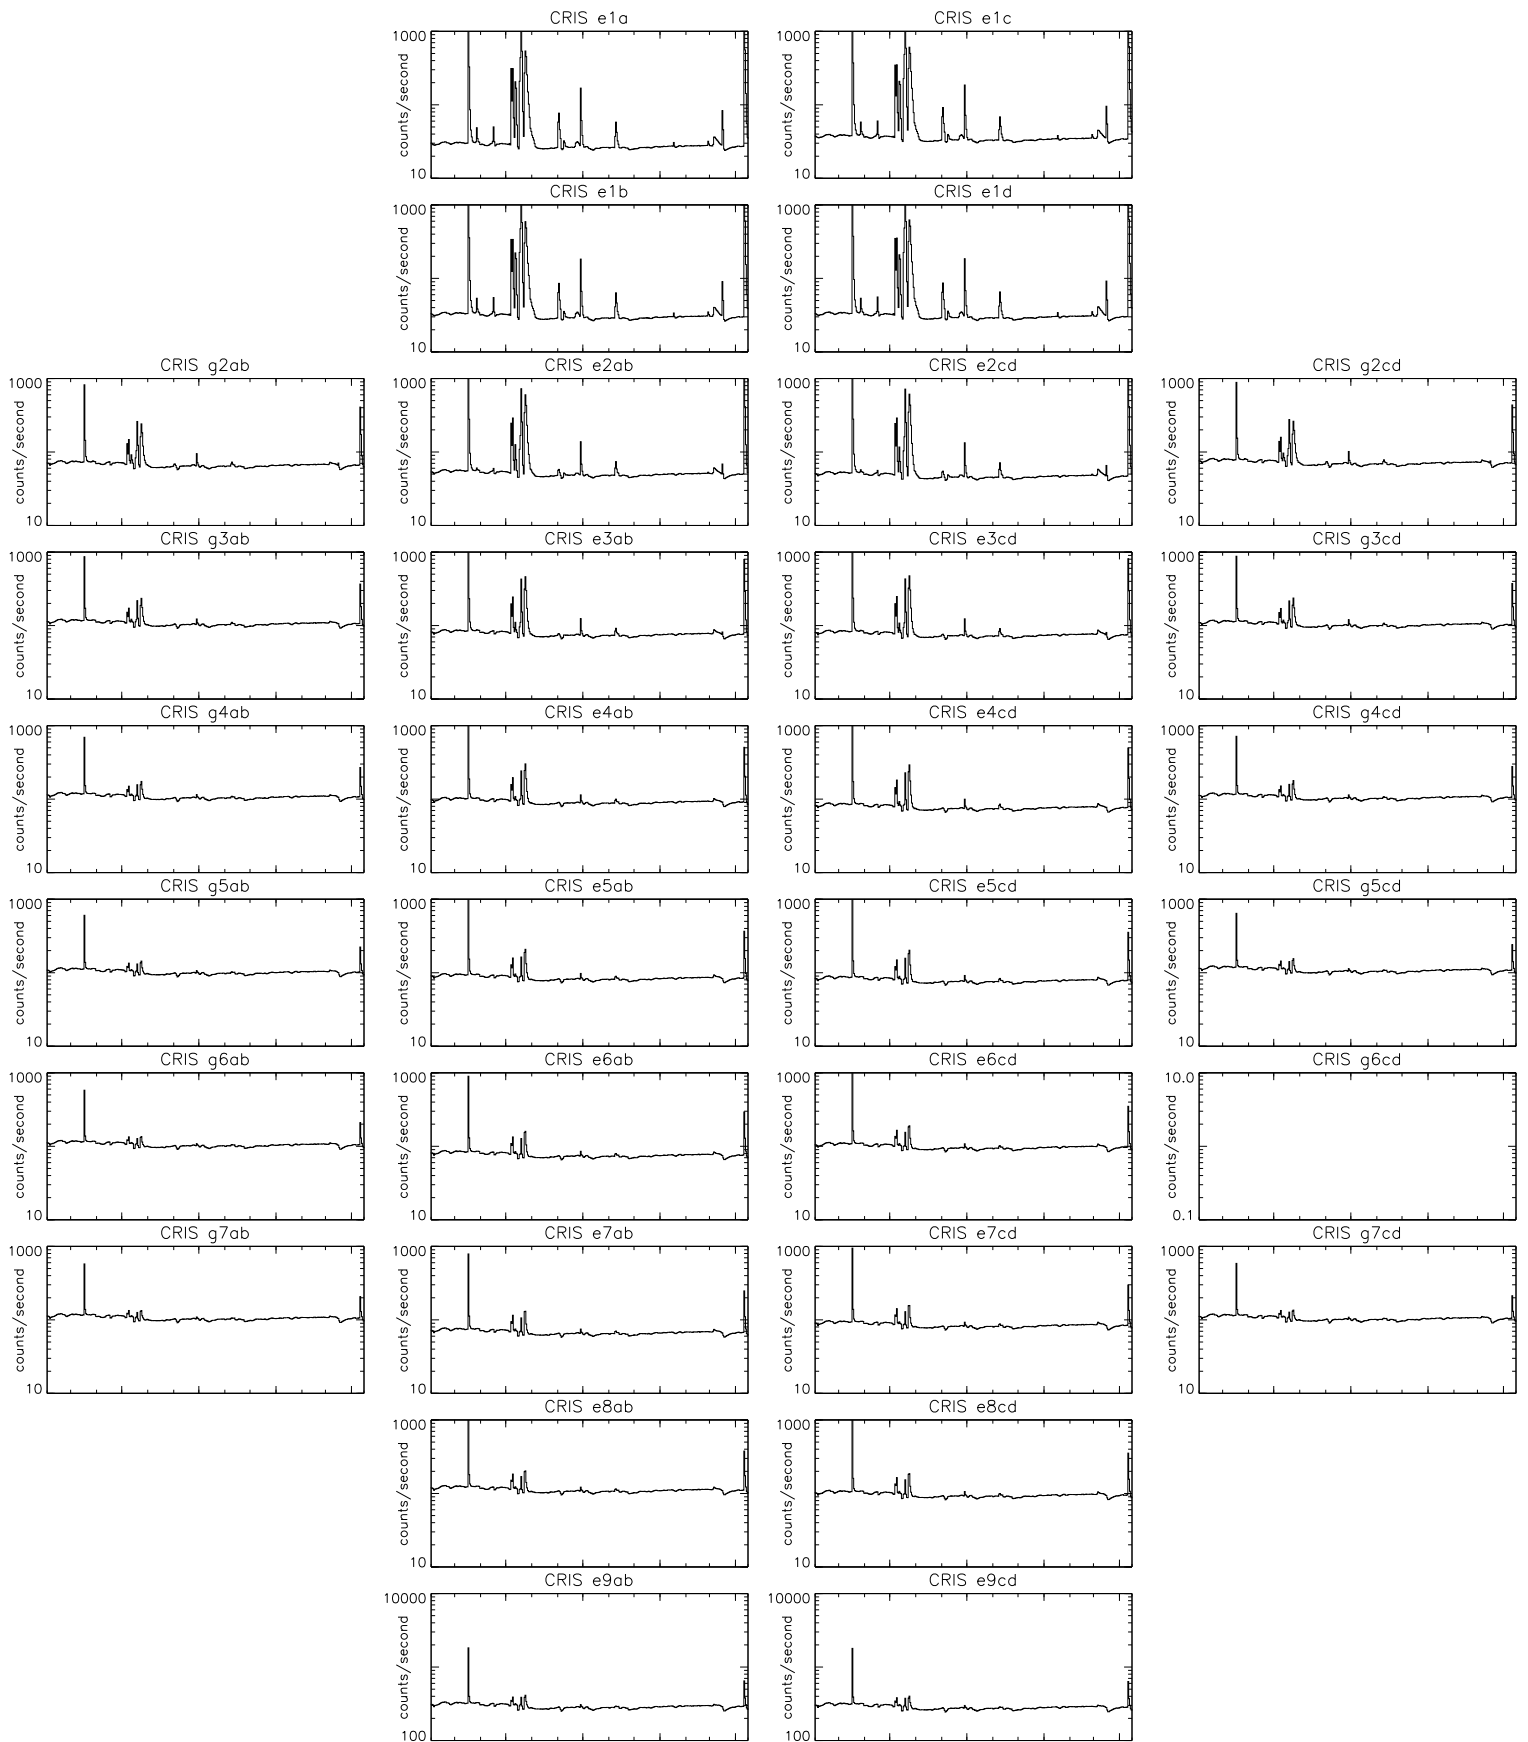 CRIS e1a CRIS e1c
1000 1000
counts/second counts/second
10 10
CRIS e1b CRIS e1d
1000 1000
counts/second counts/second
10 10
CRIS g2ab CRIS e2ab CRIS e2cd CRIS g2cd
1000 1000 1000 1000
counts/second counts/second counts/second counts/second
10 10 10 10
CRIS g3ab CRIS e3ab CRIS e3cd CRIS g3cd
1000 1000 1000 1000
counts/second counts/second counts/second counts/second
10 10 10 10
CRIS g4ab CRIS e4ab CRIS e4cd CRIS g4cd
1000 1000 1000 1000
counts/second counts/second counts/second counts/second
10 10 10 10
CRIS g5ab CRIS e5ab CRIS e5cd CRIS g5cd
1000 1000 1000 1000
counts/second counts/second counts/second counts/second
10 10 10 10
CRIS g6ab CRIS e6ab CRIS e6cd CRIS g6cd
1000 1000 1000 10.0
counts/second counts/second counts/second counts/second
10 10 10 0.1
CRIS g7ab CRIS e7ab CRIS e7cd CRIS g7cd
1000 1000 1000 1000
counts/second counts/second counts/second counts/second
10 10 10 10
CRIS e8ab CRIS e8cd
1000 1000
counts/second counts/second
10 10
CRIS e9ab CRIS e9cd
10000 10000
counts/second counts/second
100 100